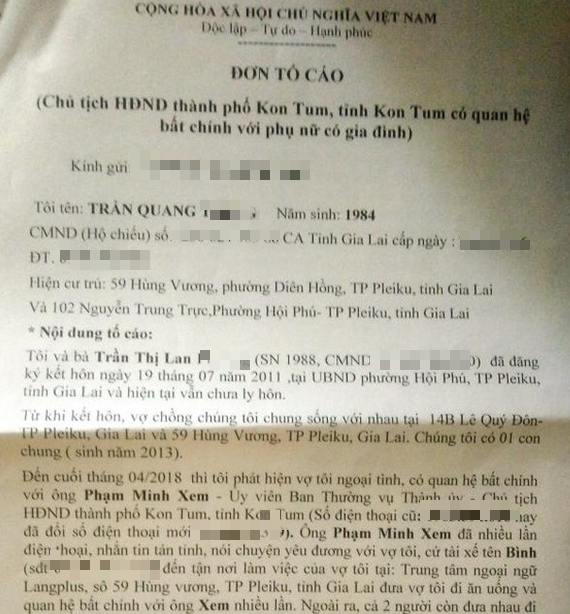 CỘNG HÒA XÃ HỘI CHỦ NGHĨA VIỆT NAM
Độc lập – Tự do – Hạnh phúc
ĐƠN TỐ CÁO
(Chủ tịch HĐND thành phố Kon Tum, tỉnh Kon Tum có quan hệ
bất chính với phụ nữ có gia đình)
Kính gửi
Tôi tên: TRẦN QUANG Năm sinh: 1984
CMND (Hộ chiếu) số. CA Tỉnh Gia Lai cấp ngày :
ĐT.
Hiện cư trú: 59 Hùng Vương, phường Diên Hồng, TP Pleiku, tỉnh Gia Lai
Và 102 Nguyễn Trung Trực,Phường Hội Phú- TP Pleiku, tỉnh Gia Lai
* Nội dung tố cáo:
Tôi và bà Trần Thị Lan (SN 1988, CMND ) đã đăng
ký kết hôn ngày 19 tháng 07 năm 2011 ,tại UBND phường Hội Phú, TP Pleiku,
tỉnh Gia Lai và hiện tại vẫn chưa ly hôn.
Từ khi kết hôn, vợ chồng chúng tôi chung sống với nhau tại 14B Lê Quý Đôn-
TP Pleiku, Gia Lai và 59 Hùng Vương, TP Pleiku, Gia Lai. Chúng tôi có 01 con
chung ( sinh năm 2013).
Đến cuối tháng 04/2018 thì tôi phát hiện vợ tôi ngoại tình, có quan hệ bất chính
với ông Phạm Minh Xem - Ủy viên Ban Thường vụ Thành ủy - Chủ tịch
HĐND thành phố Kon Tum, tỉnh Kon Tum (Số điện thoại cũ: nay
đã đổi số điện thoại mới ). Ông Phạm Minh Xem đã nhiều lần
điện thoại, nhắn tin tán tỉnh, nói chuyện yêu đương với vợ tôi, cử tài xế tên Bình
(sđt đến tận nơi làm việc của vợ tôi tại: Trung tâm ngoại ngữ
Langplus, số 59 Hùng vương, TP Pleiku, tỉnh Gia Lai đưa vợ tôi đi ăn uống và
quan hệ bất chính với ông Xem nhiều lần. Ngoài ra, cả 2 người còn đưa nhau đi